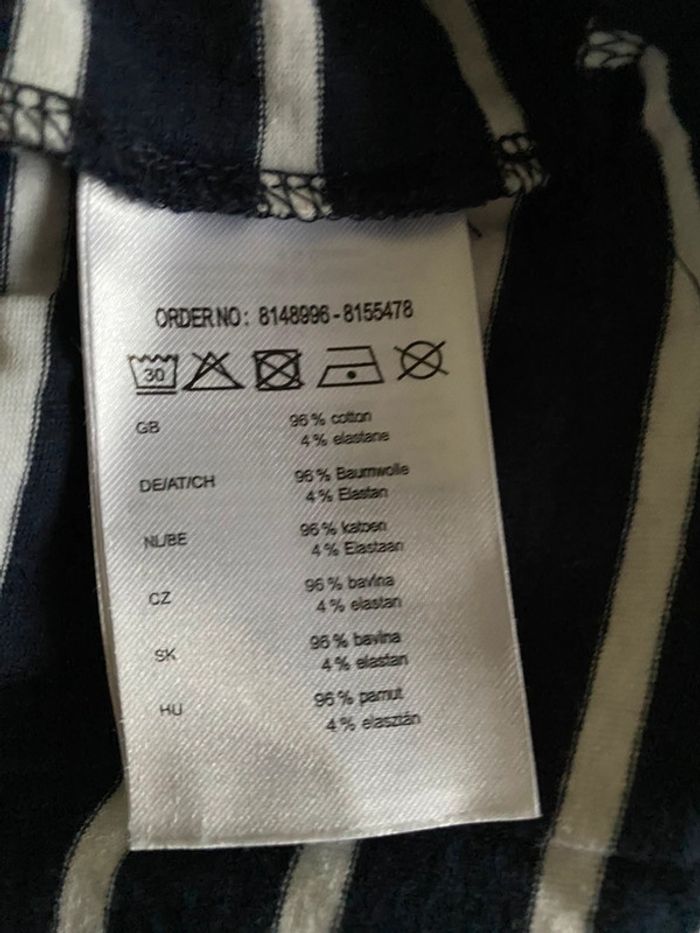 ORDER NO: 8148996-8155478
30
GB 96 % cotton
4 % elastane
DE/AT/CH 96 % Baumwolle
4 % Elastan
NL/BE 96 % katoen
4 % Elastaan
CZ 96 % bavlna
4 % elastan
SK 96 % bavlna
4 % elastan
HU 96 % pamut
4 % elasztán